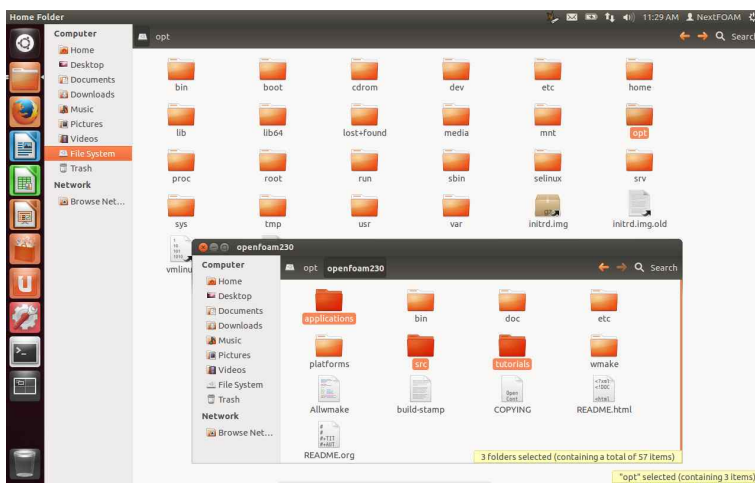 Home Folder
11:29 AM NextFOAM
Computer
Home
Desktop
Documents
Downloads
Music
Pictures
Videos
File System
Trash
Network
Browse Net...
opt
Search
bin boot cdrom dev etc home
lib lib64 lost+found media mnt opt
proc root run sbin selinux srv
sys tmp usr var initrd.img initrd.img.old
vmlinu
openfoam230
Computer
Home
Desktop
Documents
Downloads
Music
Pictures
Videos
File System
Trash
Network
Browse Net...
opt openfoam230
Search
applications bin doc etc
platforms src tutorials wmake
Allwmake build-stamp COPYING README.html
README.org
3 folders selected (containing a total of 57 items)
"opt" selected (containing 3 items)